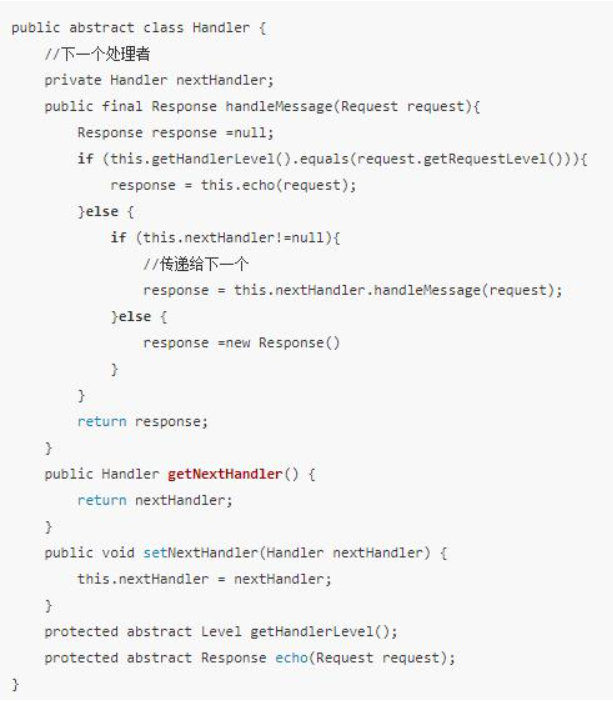 public abstract class Handler {
    //下一个处理者
    private Handler nextHandler;
    public final Response handleMessage(Request request){
        Response response =null;
        if (this.getHandlerLevel().equals(request.getRequestLevel())){
            response = this.echo(request);
        }else {
            if (this.nextHandler!=null){
                //传递给下一个
                response = this.nextHandler.handleMessage(request);
            }else {
                response =new Response()
            }
        }
        return response;
    }
    public Handler getNextHandler() {
        return nextHandler;
    }
    public void setNextHandler(Handler nextHandler) {
        this.nextHandler = nextHandler;
    }
    protected abstract Level getHandlerLevel();
    protected abstract Response echo(Request request);
}